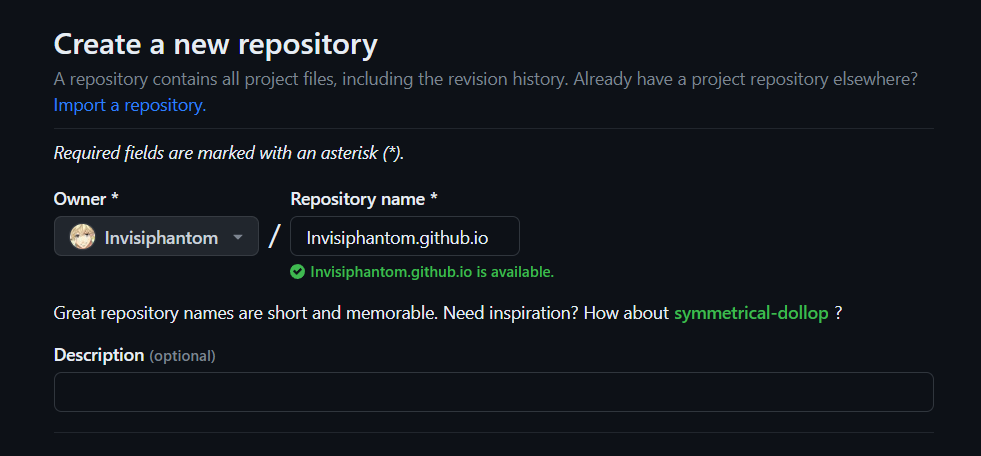 Create a new repository
A repository contains all project files, including the revision history. Already have a project repository elsewhere?
Import a repository.
Required fields are marked with an asterisk (*).
Owner *
Repository name *
Invisiphantom
/
Invisiphantom.github.io
Invisiphantom.github.io is available.
Great repository names are short and memorable. Need inspiration? How about symmetrical-dollop ?
Description (optional)